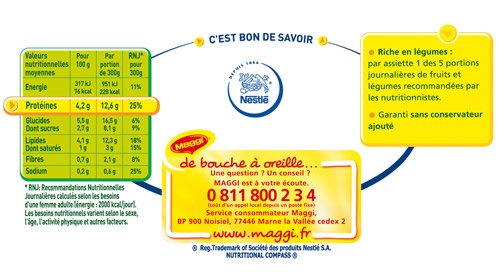 C'EST BON DE SAVOIR
Valeurs nutritionnelles moyennes | Pour 100 g | Par portion de 300g | RNJ* pour 300g
Energie | 317 kJ 76 kcal | 951 kJ 228 kcal | 11%
Protéines | 4,2 g | 12,6 g | 25%
Glucides | 5,5 g | 16,5 g | 6%
Dont sucres | 2,7 g | 8,1 g | 9%
Lipides | 4,1 g | 12,3 g | 18%
Dont saturés | 1 g | 3 g | 15%
Fibres | 0,7 g | 2,1 g | 8%
Sodium | 0,2 g | 0,6 g | 25%
* RNJ: Recommandations Nutritionnelles
Journalières calculés selon les besoins
d'une femme adulte (énergie : 2000 kcal/jour).
Les besoins nutritionnels varient selon le sexe,
l'âge, l'activité physique et autres facteurs.
DEPUIS 1866
Nestlé
• Riche en légumes :
par assiette 1 des 5 portions
journalières de fruits et
légumes recommandées par
les nutritionnistes.
• Garanti sans conservateur
ajouté
Maggi
de bouche à oreille...
Une question ? Un conseil ?
MAGGI est à votre écoute.
0 811 800 2 3 4
(coût d'un appel local depuis un poste fixe)
Service consommateur Maggi,
BP 900 Noisiel, 77446 Marne la Vallée cedex 2
www.maggi.fr
® Reg.Trademark of Société des produits Nestlé S.A.
NUTRITIONAL COMPASS ®